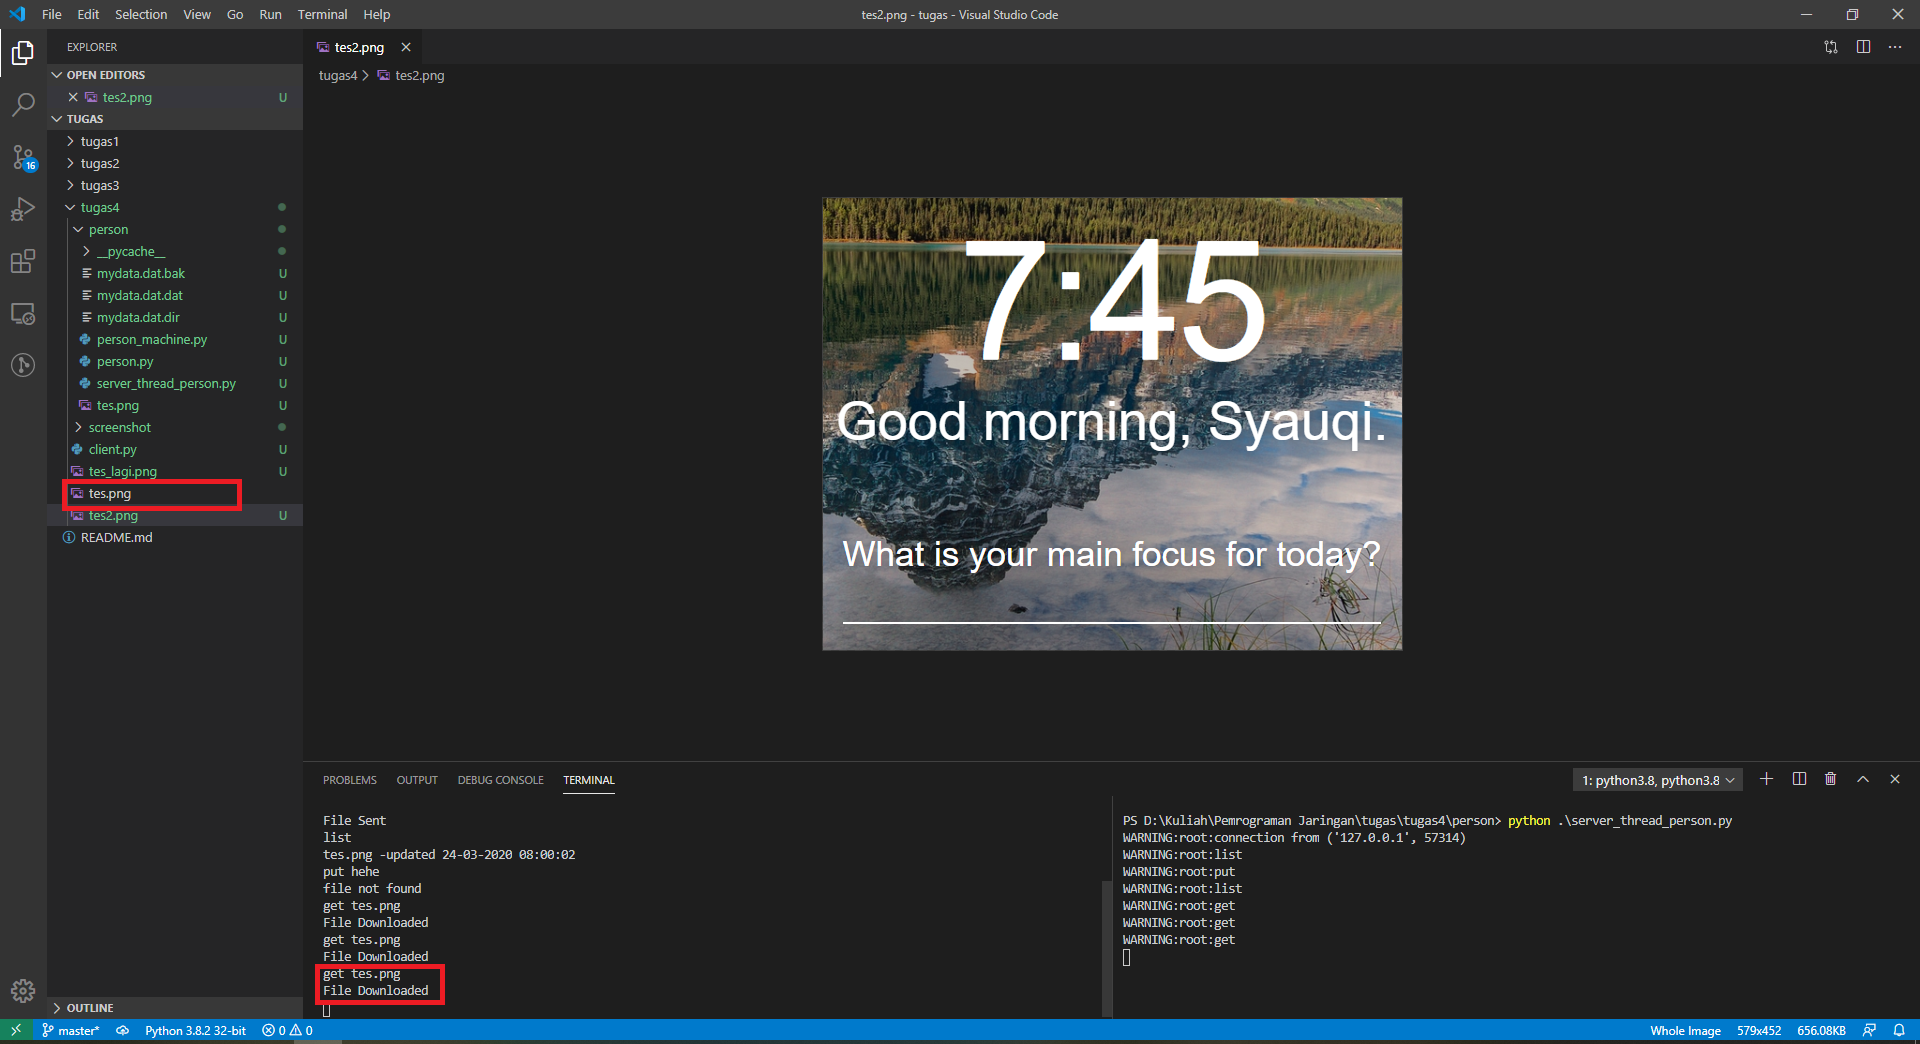 File Edit Selection View Go Run Terminal Help
tes2.png - tugas - Visual Studio Code
EXPLORER
OPEN EDITORS
tes2.png U
TUGAS
tugas1
tugas2
tugas3
tugas4
person
__pycache__
mydata.dat.bak U
mydata.dat.dat U
mydata.dat.dir U
person_machine.py U
person.py U
server_thread_person.py U
tes.png U
screenshot
client.py U
tes_lagi.png U
tes.png
tes2.png U
README.md
OUTLINE
16
tes2.png
tugas4 > tes2.png
7:45
Good morning, Syauqi.
What is your main focus for today?
PROBLEMS OUTPUT DEBUG CONSOLE TERMINAL
1: python3.8, python3.8
File Sent
list
tes.png -updated 24-03-2020 08:00:02
put hehe
file not found
get tes.png
File Downloaded
get tes.png
File Downloaded
get tes.png
File Downloaded
PS D:\Kuliah\Pemrograman Jaringan\tugas\tugas4\person> python .\server_thread_person.py
WARNING:root:connection from ('127.0.0.1', 57314)
WARNING:root:list
WARNING:root:put
WARNING:root:list
WARNING:root:get
WARNING:root:get
WARNING:root:get
master* Python 3.8.2 32-bit 0 0 Whole Image 579x452 656.08KB